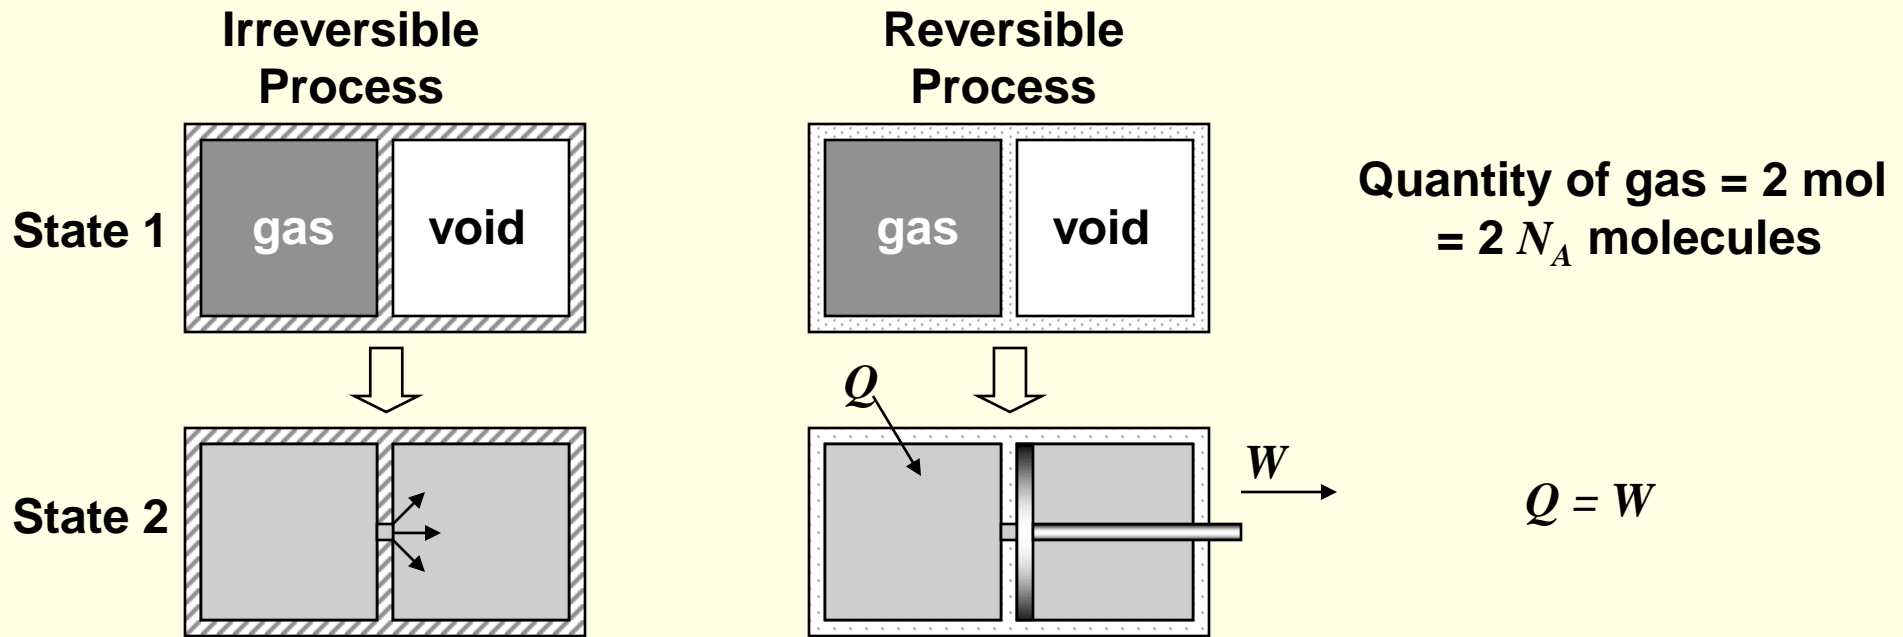 Irreversible
Process
Reversible
Process
State 1
gas
void
gas
void
Quantity of gas = 2 mol
= 2 N_A molecules
Q
State 2
W
Q = W